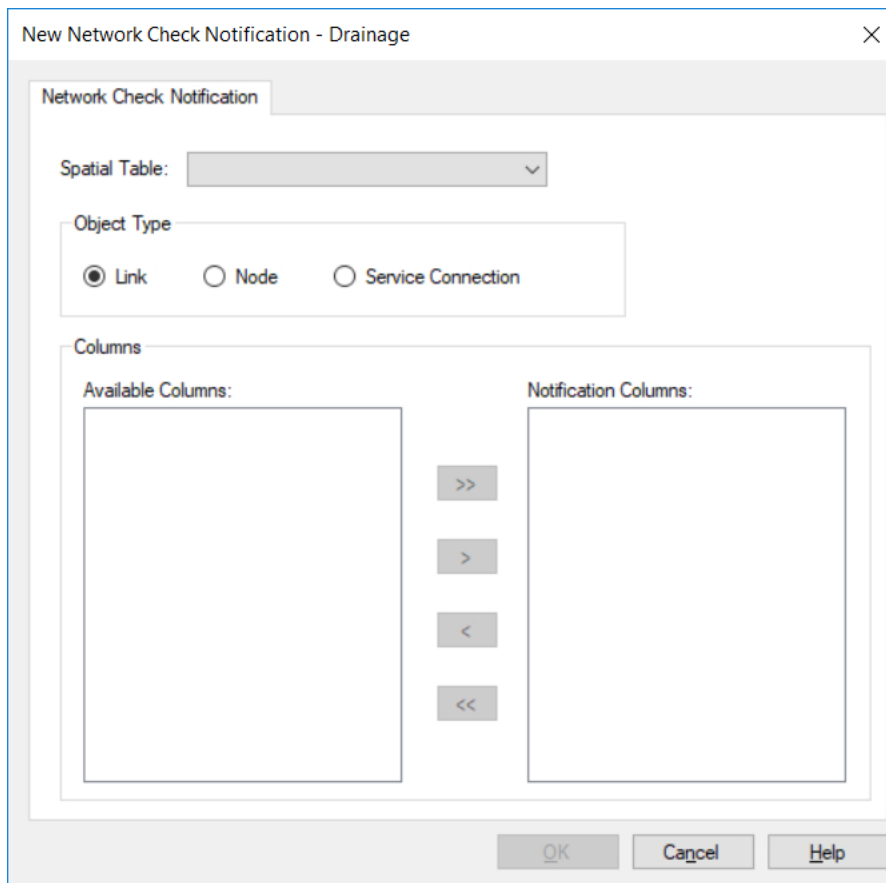 New Network Check Notification - Drainage
Network Check Notification
Spatial Table:
Object Type
Link Node Service Connection
Columns
Available Columns: Notification Columns:
>>
>
<
<<
OK Cancel Help